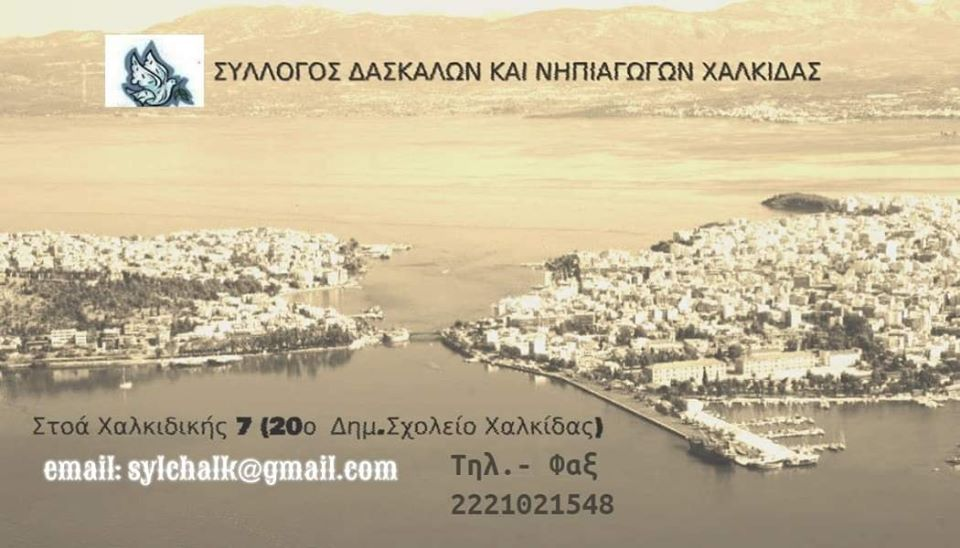 ΣΥΛΛΟΓΟΣ ΔΑΣΚΑΛΩΝ ΚΑΙ ΝΗΠΙΑΓΩΓΩΝ ΧΑΛΚΙΔΑΣ
Στοά Χαλκιδικής 7 (20ο Δημ.Σχολείο Χαλκίδας)
email: sylchalk@gmail.com
Τηλ.- Φαξ
2221021548